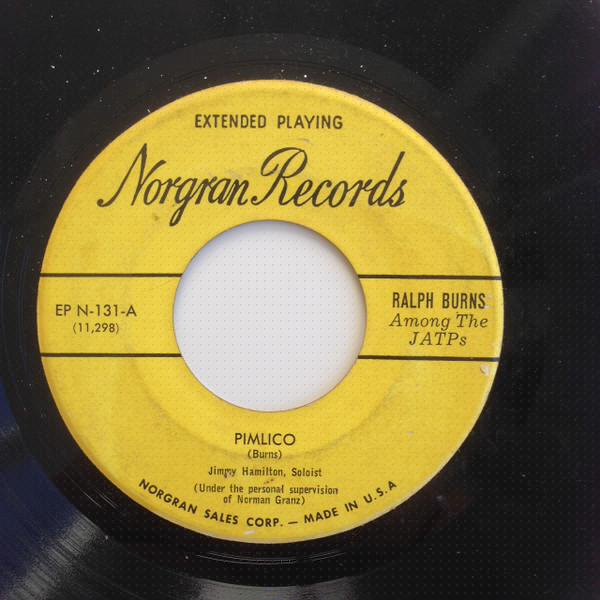 EXTENDED PLAYING
Norgran Records
EP N-131-A
(11,298)
RALPH BURNS
Among The
JATPs
PIMLICO
(Burns)
Jimmy Hamilton, Soloist
(Under the personal supervision
of Norman Granz)
NORGRAN SALES CORP. — MADE IN U.S.A